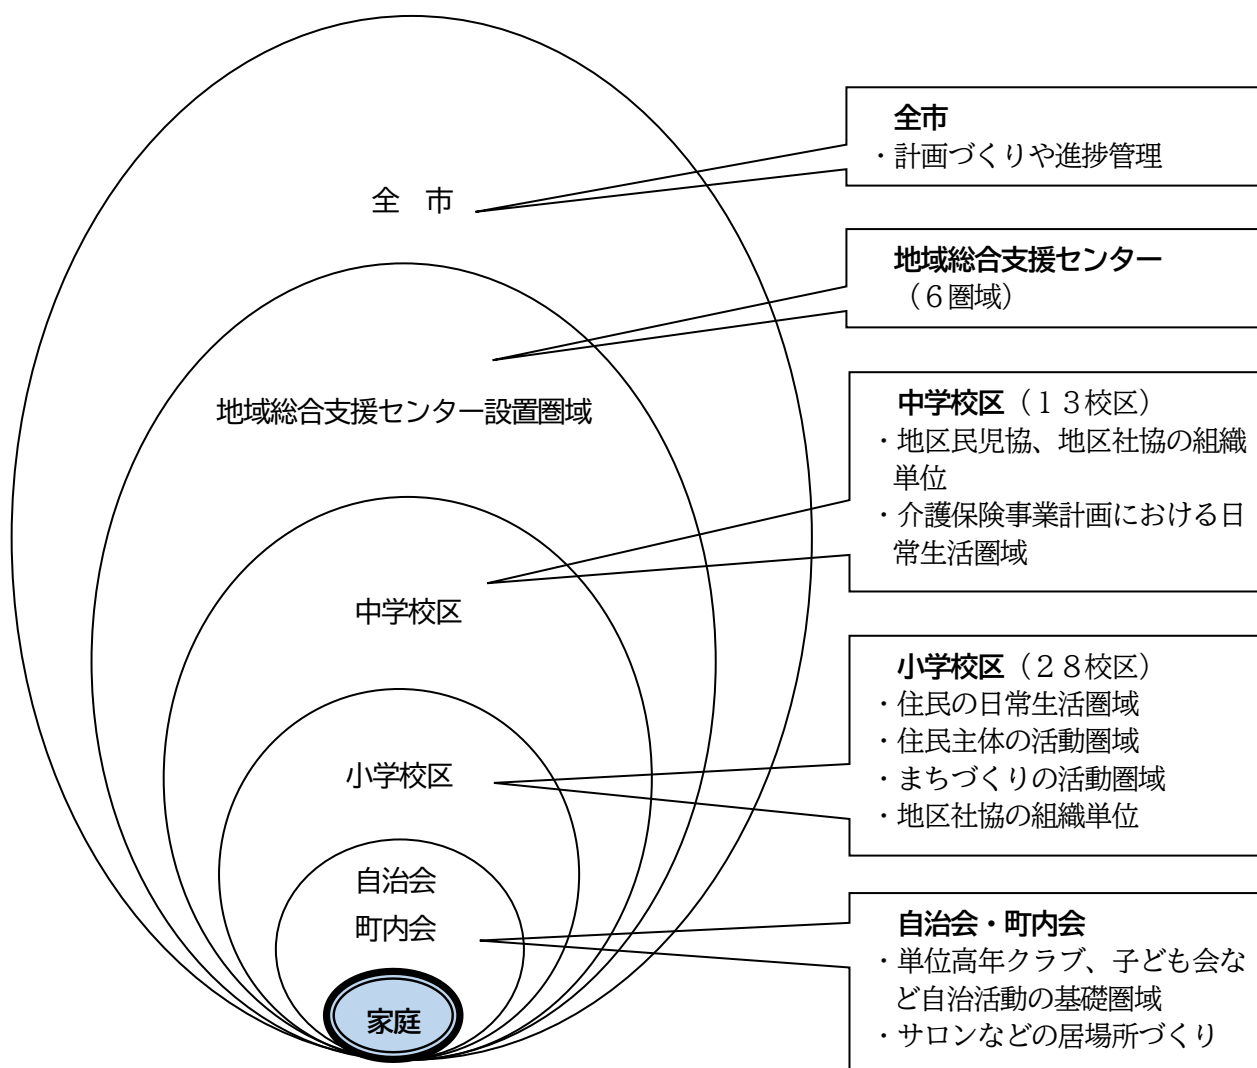 全　市
地域総合支援センター設置圏域
中学校区
小学校区
自治会
町内会
家庭
全市
・計画づくりや進捗管理
地域総合支援センター
（６圏域）
中学校区（１３校区）
・地区民児協、地区社協の組織
単位
・介護保険事業計画における日
常生活圏域
小学校区（２８校区）
・住民の日常生活圏域
・住民主体の活動圏域
・まちづくりの活動圏域
・地区社協の組織単位
自治会・町内会
・単位高年クラブ、子ども会な
ど自治活動の基礎圏域
・サロンなどの居場所づくり